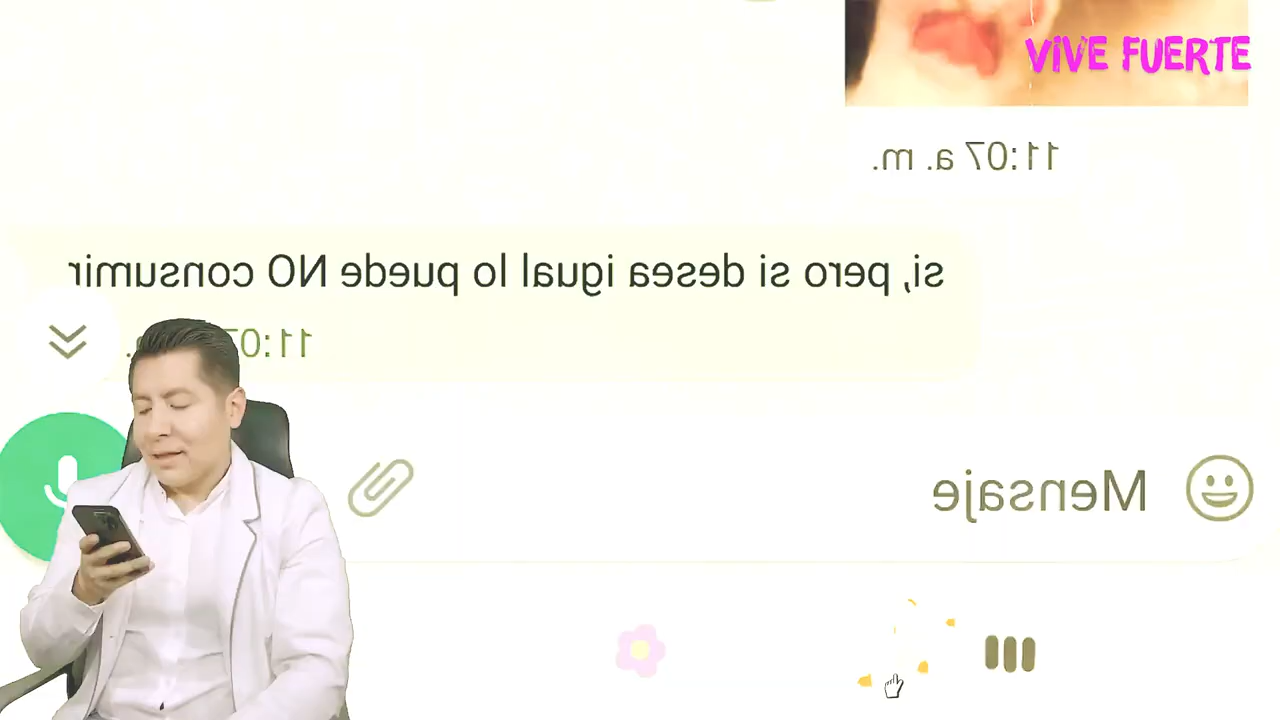 VIVE FUERTE
11:07 a. m.
si, pero si desea igual lo puede NO consumir
11:07
Mensaje